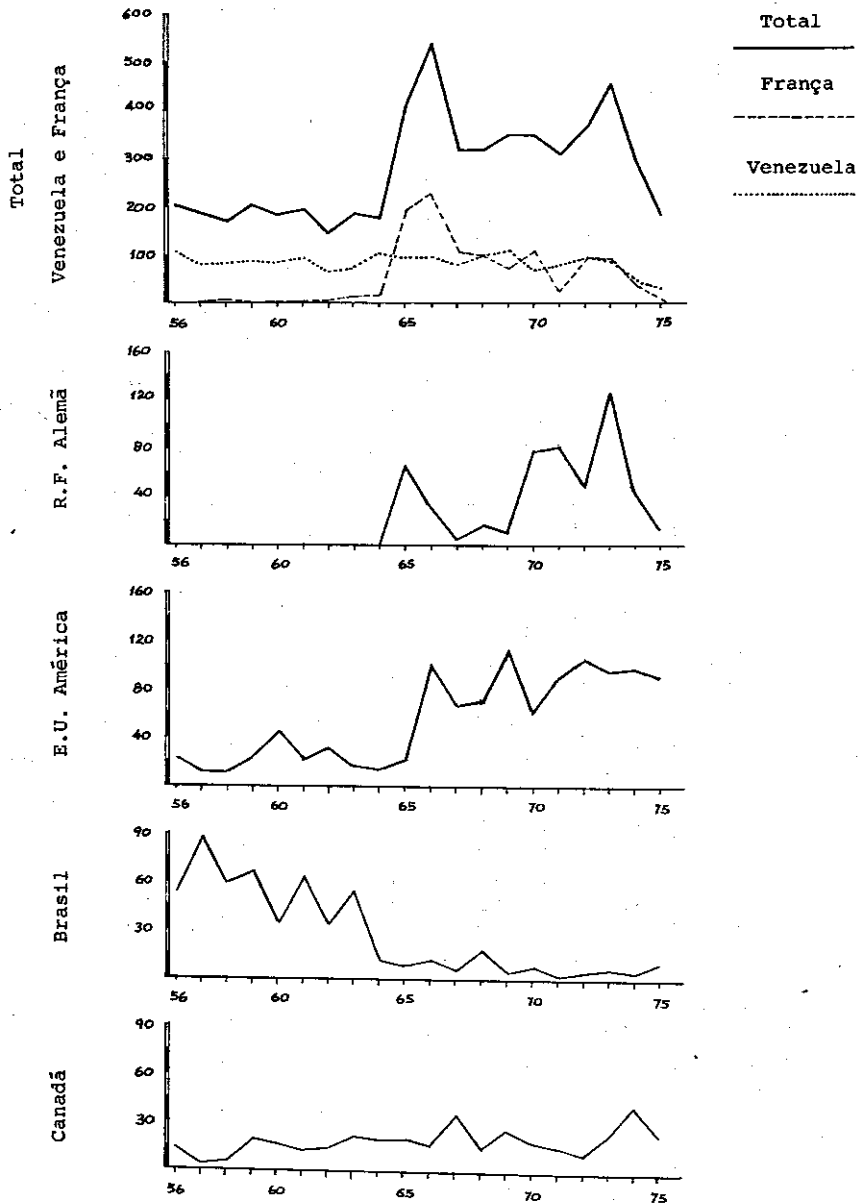 Total
França
Venezuela
Total
Venezuela e França
600
500
400
300
200
100
56 60 65 70 75
R.F. Alemã
160
120
80
40
56 60 65 70 75
E.U. América
160
120
80
40
56 60 65 70 75
Brasil
90
60
30
56 60 65 70 75
Canadá
90
60
30
56 60 65 70 75